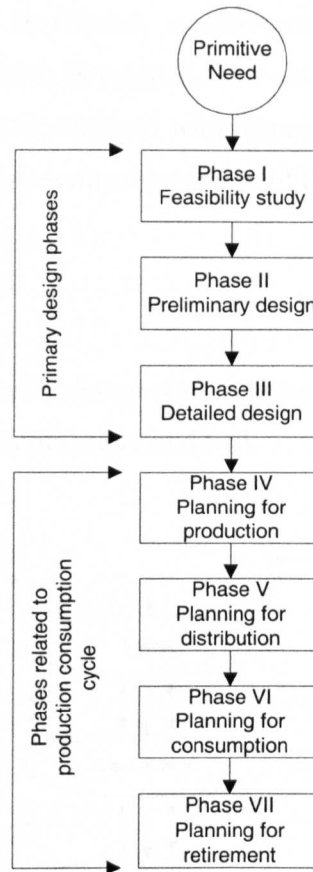 Primitive
Need
Phase I
Feasibility study
Phase II
Preliminary design
Phase III
Detailed design
Primary design phases
Phase IV
Planning for
production
Phase V
Planning for
distribution
Phase VI
Planning for
consumption
Phase VII
Planning for
retirement
Phases related to
production consumption
cycle